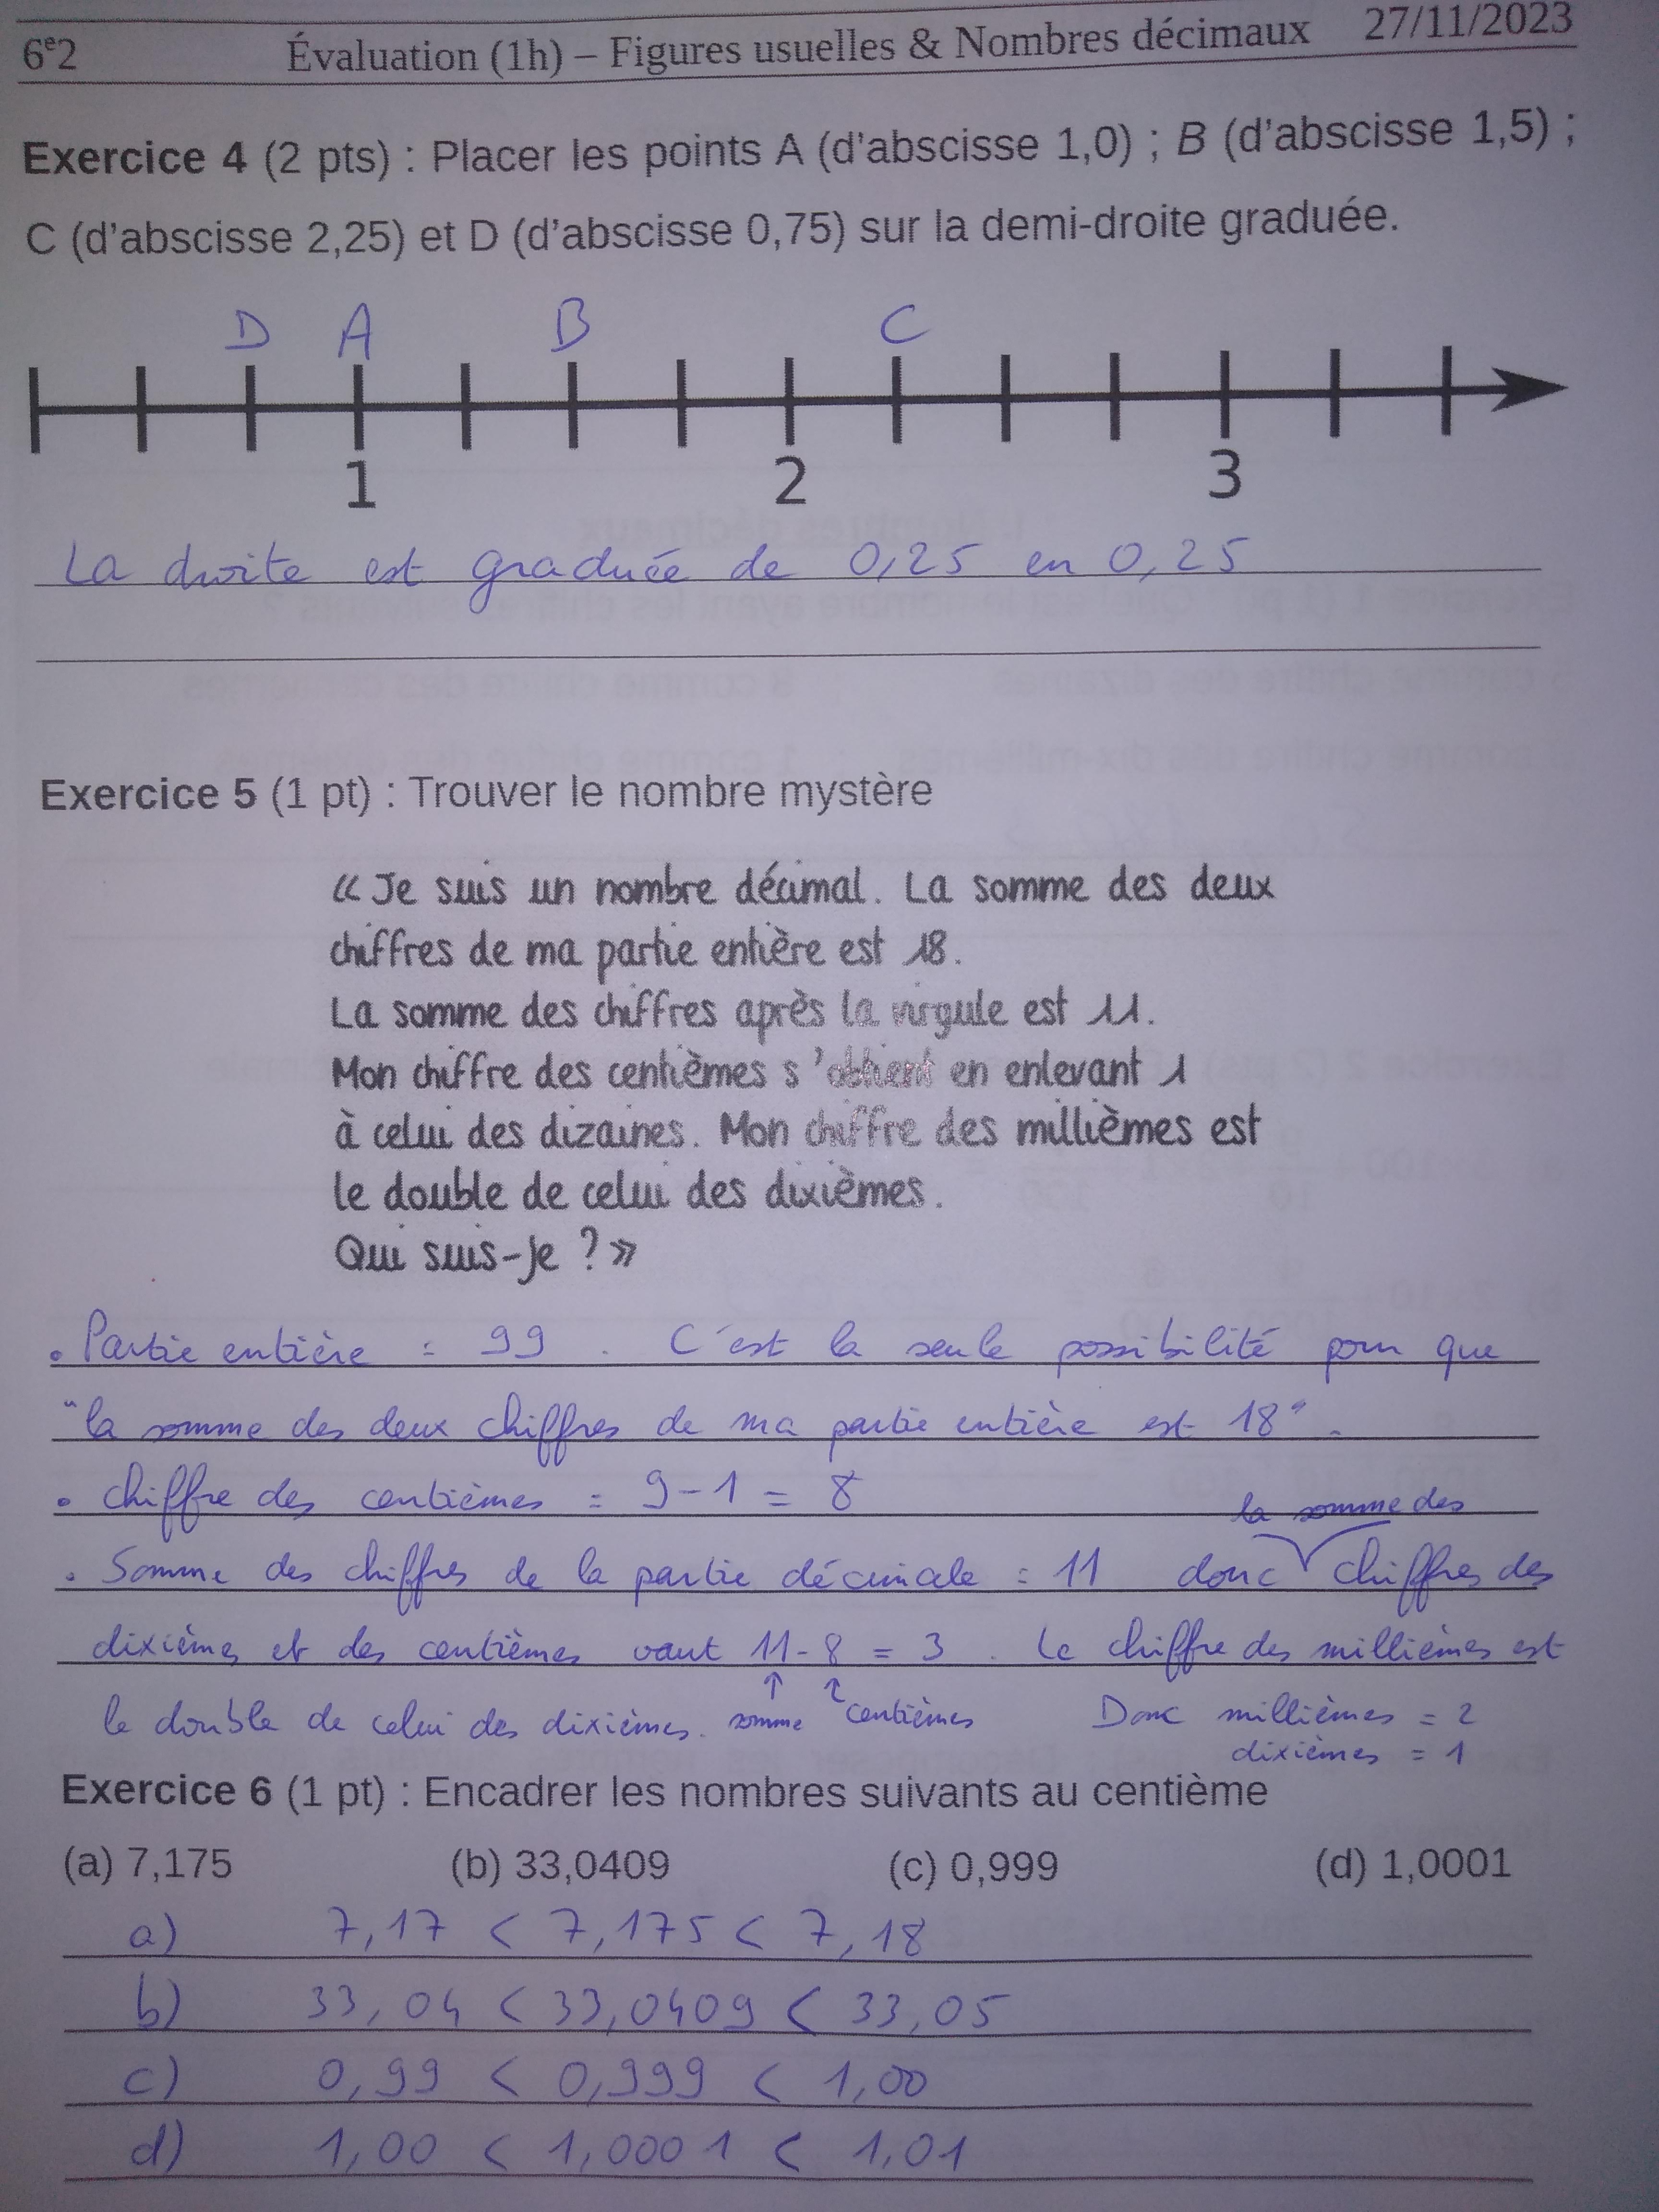 6e2 Évaluation (1h) – Figures usuelles & Nombres décimaux 27/11/2023
Exercice 4 (2 pts) : Placer les points A (d'abscisse 1,0) ; B (d'abscisse 1,5) ;
C (d'abscisse 2,25) et D (d'abscisse 0,75) sur la demi-droite graduée.
D A B C
1 2 3
La droite est graduée de 0,25 en 0,25
Exercice 5 (1 pt) : Trouver le nombre mystère
« Je suis un nombre décimal. La somme des deux
chiffres de ma partie entière est 18.
La somme des chiffres après la virgule est 11.
Mon chiffre des centièmes s'obtient en enlevant 1
à celui des dizaines. Mon chiffre des millièmes est
le double de celui des dixièmes.
Qui suis-je ? »
• Partie entière = 99. C'est la seule possibilité pour que
"la somme des deux chiffres de ma partie entière est 18".
• chiffre des centièmes = 9-1 = 8
la somme des
• Somme des chiffres de la partie décimale = 11 donc chiffres des
dixièmes et des centièmes vaut 11-8 = 3. Le chiffre des millièmes est
le double de celui des dixièmes. somme centièmes Donc millièmes = 2
dixièmes = 1
Exercice 6 (1 pt) : Encadrer les nombres suivants au centième
(a) 7,175 (b) 33,0409 (c) 0,999 (d) 1,0001
a) 7,17 < 7,175 < 7,18
b) 33,04 < 33,0409 < 33,05
c) 0,99 < 0,999 < 1,00
d) 1,00 < 1,0001 < 1,01